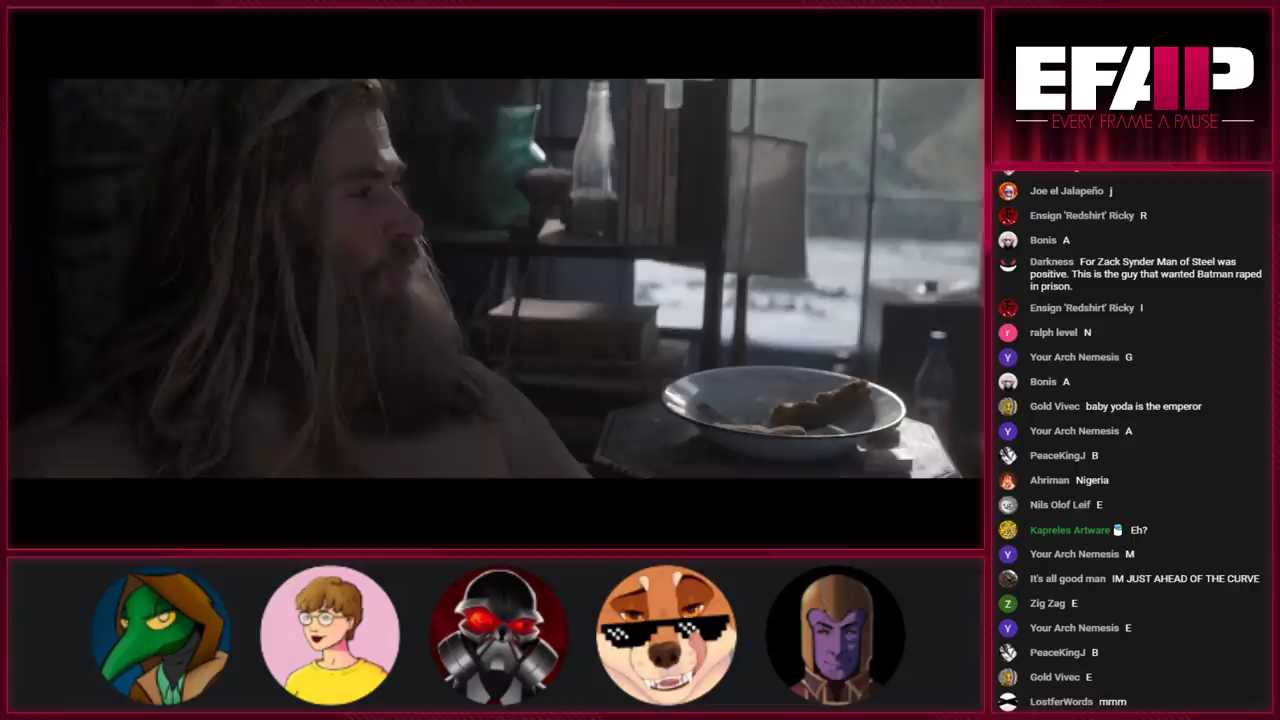 EFAP
EVERY FRAME A PAUSE
Joe el Jalapeño j
Ensign 'Redshirt' Ricky R
Bonis A
Darkness For Zack Synder Man of Steel was
positive. This is the guy that wanted Batman raped
in prison.
Ensign 'Redshirt' Ricky I
r ralph level N
Y Your Arch Nemesis G
Bonis A
Gold Vivec baby yoda is the emperor
Y Your Arch Nemesis A
PeaceKingJ B
Ahriman Nigeria
Nils Olof Leif E
Kapreles Artware Eh?
Y Your Arch Nemesis M
It's all good man IM JUST AHEAD OF THE CURVE
Z Zig Zag E
Y Your Arch Nemesis E
PeaceKingJ B
Gold Vivec E
LostferWords mmm